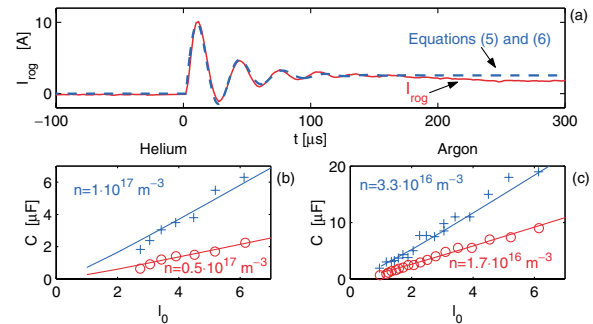 (a)
I_rog [A]
10
5
0
Equations (5) and (6)
I_rog
−100 0 100 200 300
t [μs]
Helium
(b)
C [μF]
6
4
2
0
n=1·10^17 m^−3
n=0.5·10^17 m^−3
0 2 4 6
I_0
Argon
(c)
C [μF]
20
10
0
n=3.3·10^16 m^−3
n=1.7·10^16 m^−3
0 2 4 6
I_0